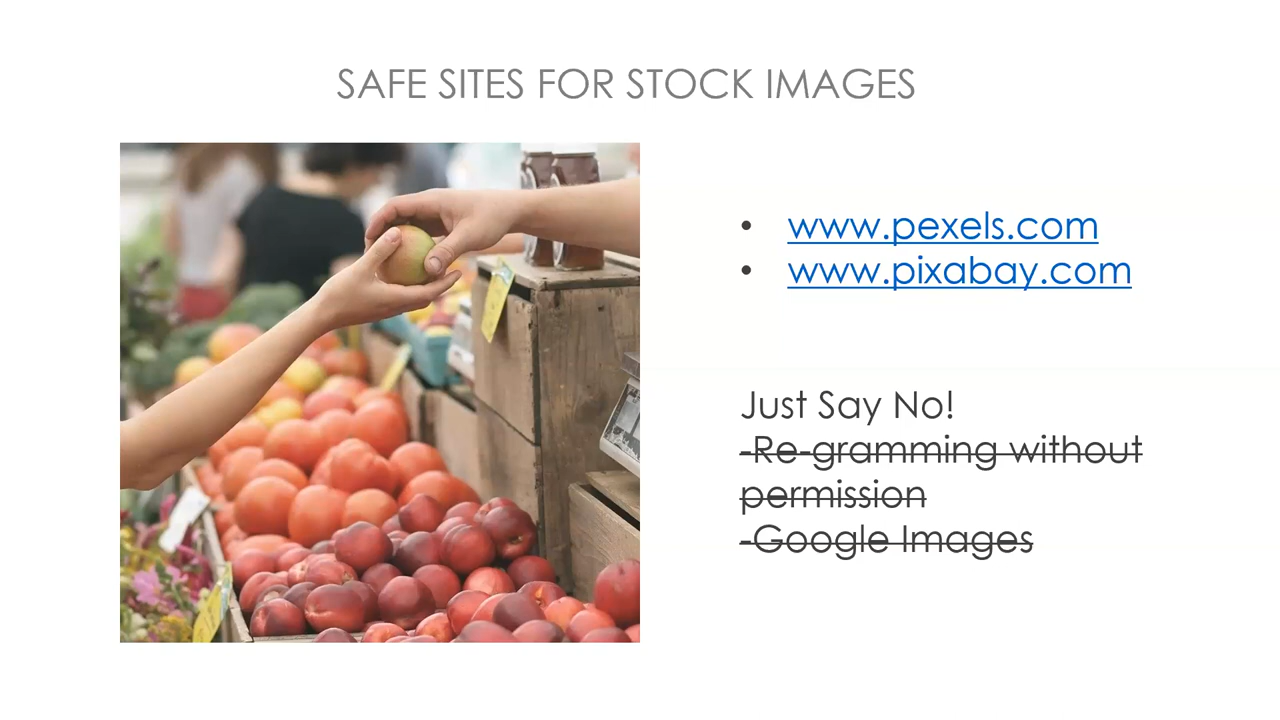 SAFE SITES FOR STOCK IMAGES
• www.pexels.com
• www.pixabay.com
Just Say No!
-Re-gramming without
permission
-Google Images